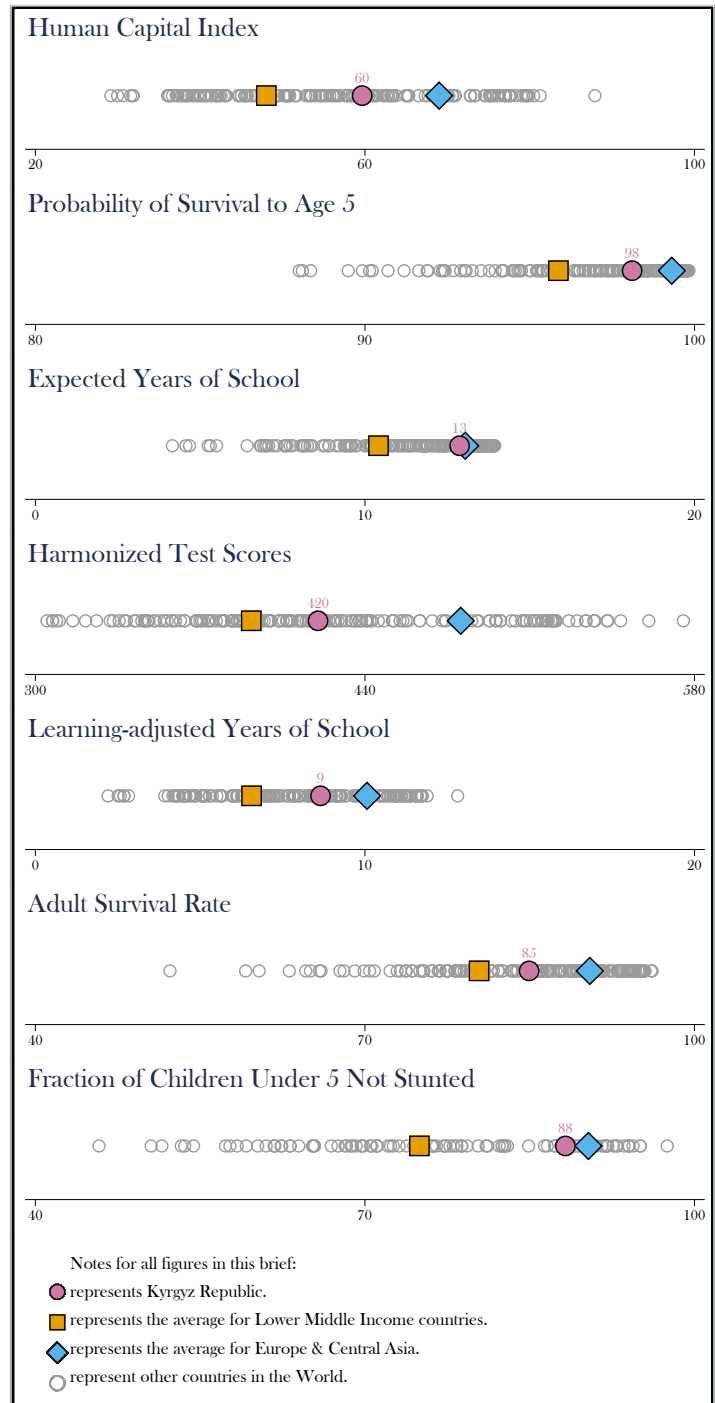 Human Capital Index
60
20 60 100
Probability of Survival to Age 5
98
80 90 100
Expected Years of School
13
0 10 20
Harmonized Test Scores
420
300 440 580
Learning-adjusted Years of School
9
0 10 20
Adult Survival Rate
85
40 70 100
Fraction of Children Under 5 Not Stunted
88
40 70 100
Notes for all figures in this brief:
represents Kyrgyz Republic.
represents the average for Lower Middle Income countries.
represents the average for Europe & Central Asia.
represent other countries in the World.